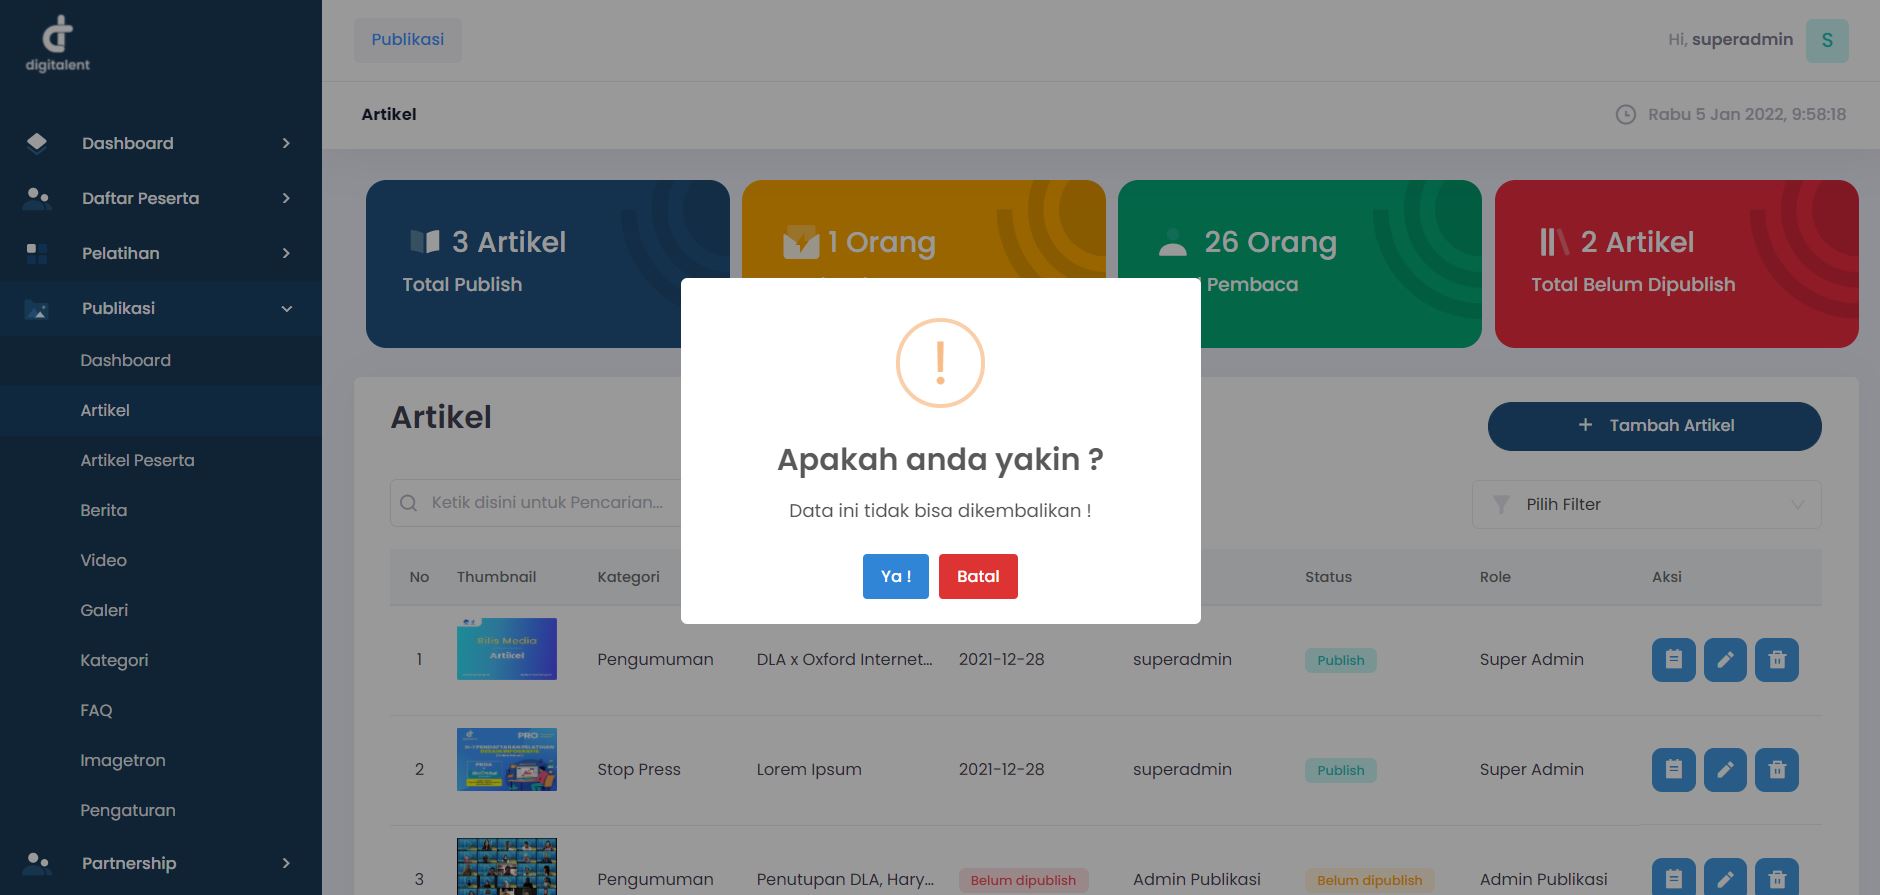 digitalent
Publikasi
Hi, superadmin
S
Artikel
Rabu 5 Jan 2022, 9:58:18
Dashboard
Daftar Peserta
Pelatihan
Publikasi
Dashboard
Artikel
Artikel Peserta
Berita
Video
Galeri
Kategori
FAQ
Imagetron
Pengaturan
Partnership
3 Artikel
Total Publish
1 Orang
26 Orang
Pembaca
2 Artikel
Total Belum Dipublish
Apakah anda yakin ?
Data ini tidak bisa dikembalikan !
Ya !
Batal
Artikel
+ Tambah Artikel
Ketik disini untuk Pencarian...
Pilih Filter
No Thumbnail Kategori Status Role Aksi
Rilis Media
Artikel
1 Pengumuman DLA x Oxford Internet... 2021-12-28 superadmin Publish Super Admin
PRO
H-1 PENDAFTARAN PELATIHAN
DESAIN INFOGRAFIS
2 Stop Press Lorem Ipsum 2021-12-28 superadmin Publish Super Admin
3 Pengumuman Penutupan DLA, Hary... Belum dipublish Admin Publikasi Belum dipublish Admin Publikasi